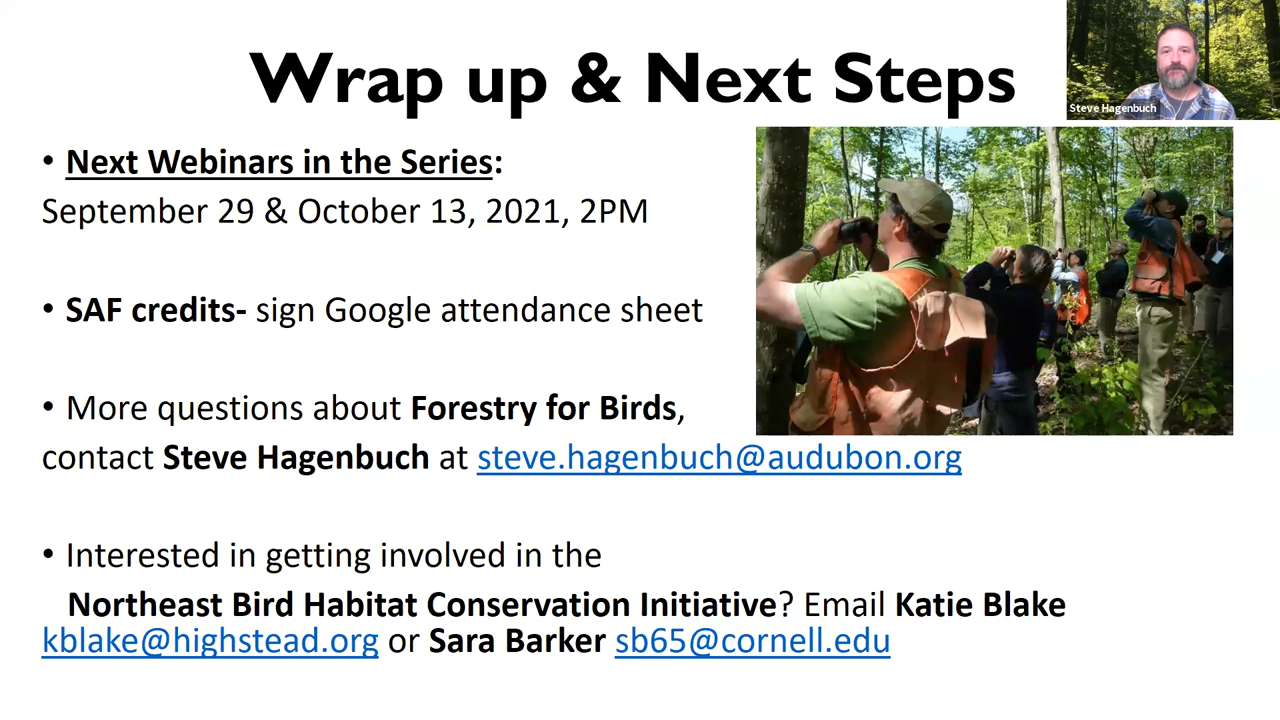 Wrap up & Next Steps
Steve Hagenbuch
• Next Webinars in the Series:
September 29 & October 13, 2021, 2PM
• SAF credits- sign Google attendance sheet
• More questions about Forestry for Birds,
contact Steve Hagenbuch at steve.hagenbuch@audubon.org
• Interested in getting involved in the
Northeast Bird Habitat Conservation Initiative? Email Katie Blake
kblake@highstead.org or Sara Barker sb65@cornell.edu